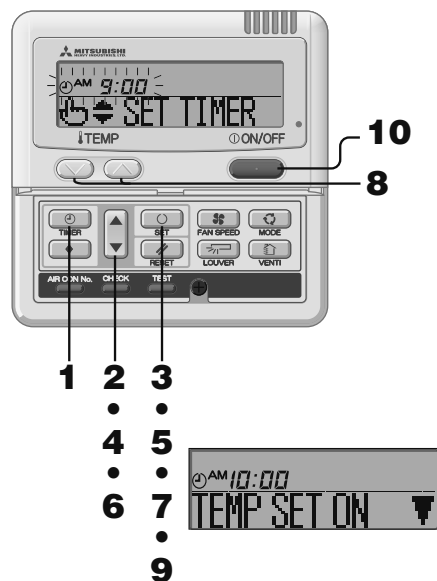 MITSUBISHI
HEAVY INDUSTRIES, LTD.
AM 9:00
SET TIMER
TEMP
ON/OFF
10
8
TIMER
SET
FAN SPEED
MODE
RESET
LOUVER
VENTI
AIR CON No.
CHECK
TEST
1
2
3
•
•
4
5
•
•
6
7
•
9
AM 10:00
TEMP SET ON ▼